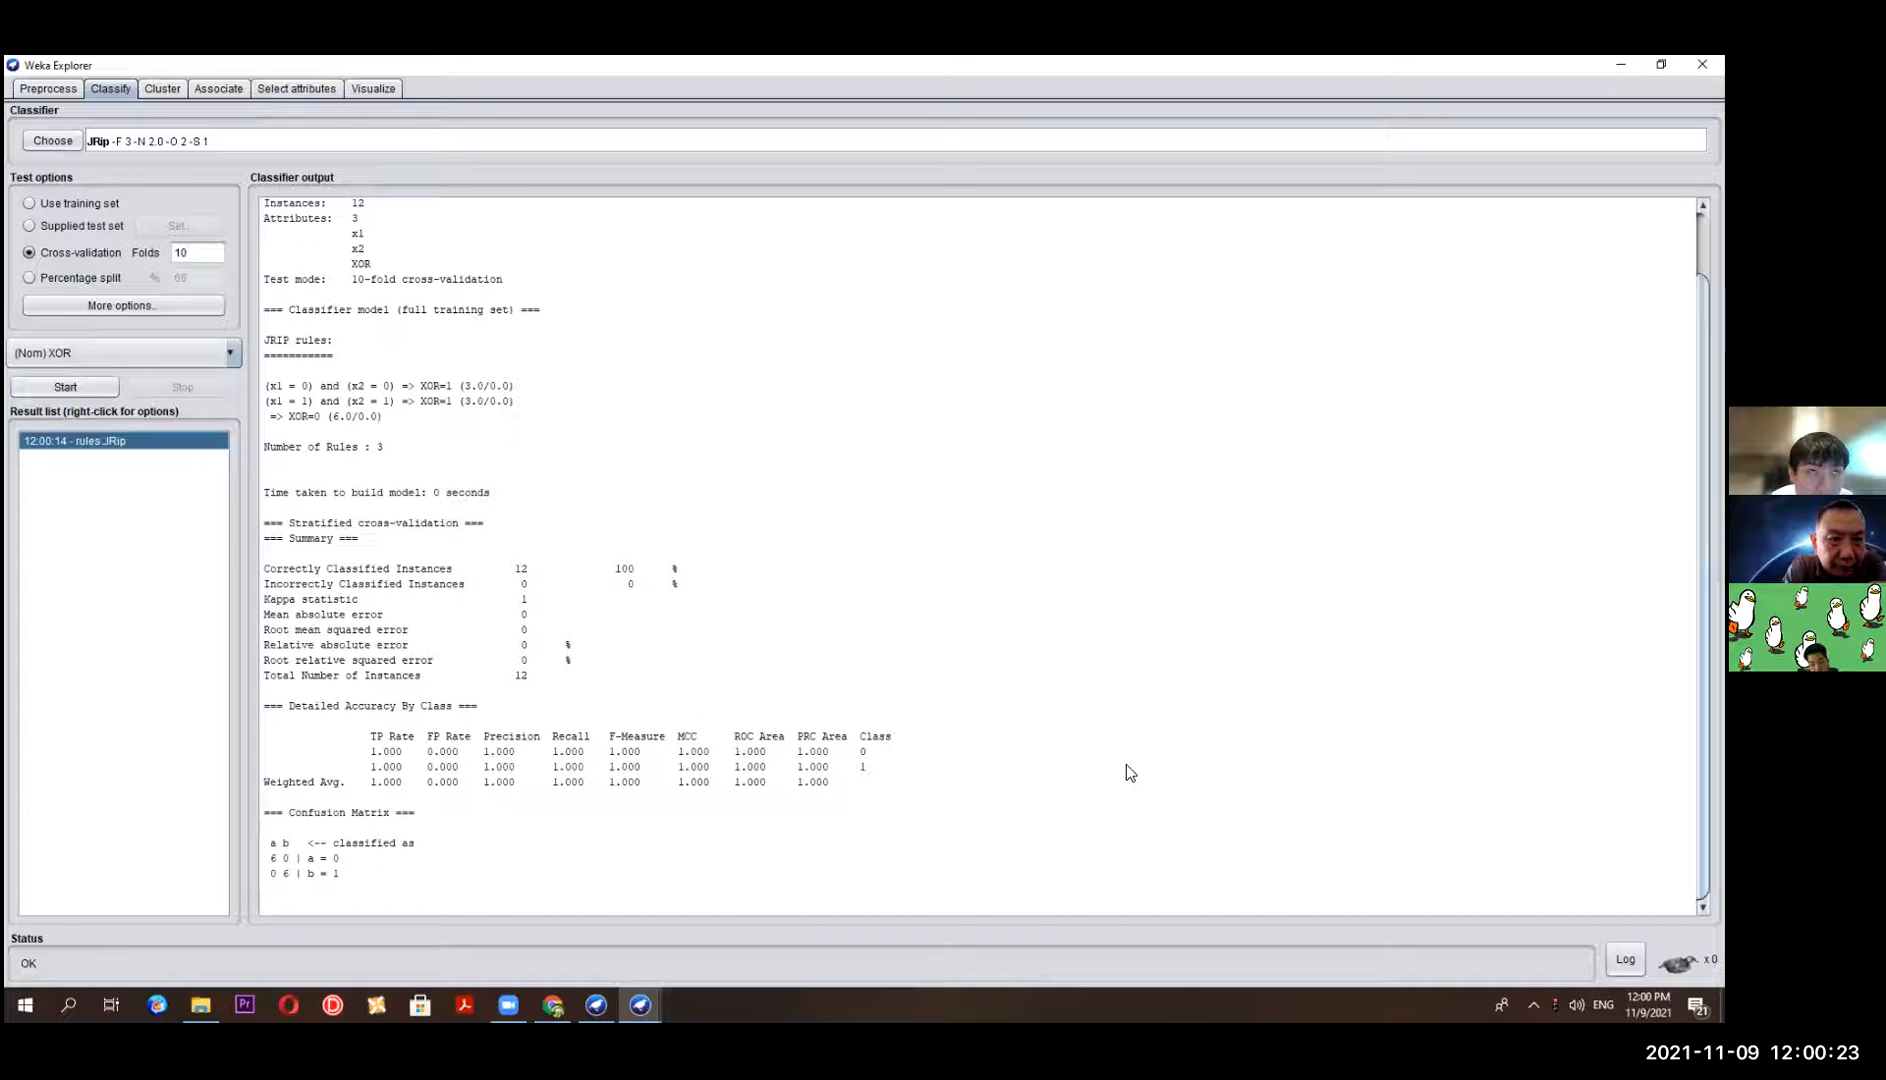 Weka Explorer
Preprocess Classify Cluster Associate Select attributes Visualize
Classifier
Choose JRip -F 3 -N 2.0 -O 2 -S 1
Test options
Use training set
Supplied test set Set..
Cross-validation Folds 10
Percentage split % 66
More options..
(Nom) XOR
Start Stop
Result list (right-click for options)
12:00:14 - rules.JRip
Classifier output
Instances: 12
Attributes: 3
x1
x2
XOR
Test mode: 10-fold cross-validation
=== Classifier model (full training set) ===
JRIP rules:
===========
(x1 = 0) and (x2 = 0) => XOR=1 (3.0/0.0)
(x1 = 1) and (x2 = 1) => XOR=1 (3.0/0.0)
=> XOR=0 (6.0/0.0)
Number of Rules : 3
Time taken to build model: 0 seconds
=== Stratified cross-validation ===
=== Summary ===
Correctly Classified Instances 12 100 %
Incorrectly Classified Instances 0 0 %
Kappa statistic 1
Mean absolute error 0
Root mean squared error 0
Relative absolute error 0 %
Root relative squared error 0 %
Total Number of Instances 12
=== Detailed Accuracy By Class ===
TP Rate FP Rate Precision Recall F-Measure MCC ROC Area PRC Area Class
1.000 0.000 1.000 1.000 1.000 1.000 1.000 1.000 0
1.000 0.000 1.000 1.000 1.000 1.000 1.000 1.000 1
Weighted Avg. 1.000 0.000 1.000 1.000 1.000 1.000 1.000 1.000
=== Confusion Matrix ===
a b <-- classified as
6 0 | a = 0
0 6 | b = 1
Status
OK
Log x 0
Pr
ENG
12:00 PM
11/9/2021
21
2021-11-09 12:00:23